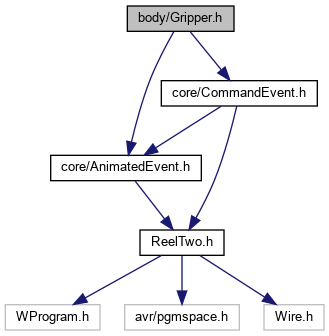 body/Gripper.h
core/CommandEvent.h
core/AnimatedEvent.h
ReelTwo.h
WProgram.h
avr/pgmspace.h
Wire.h